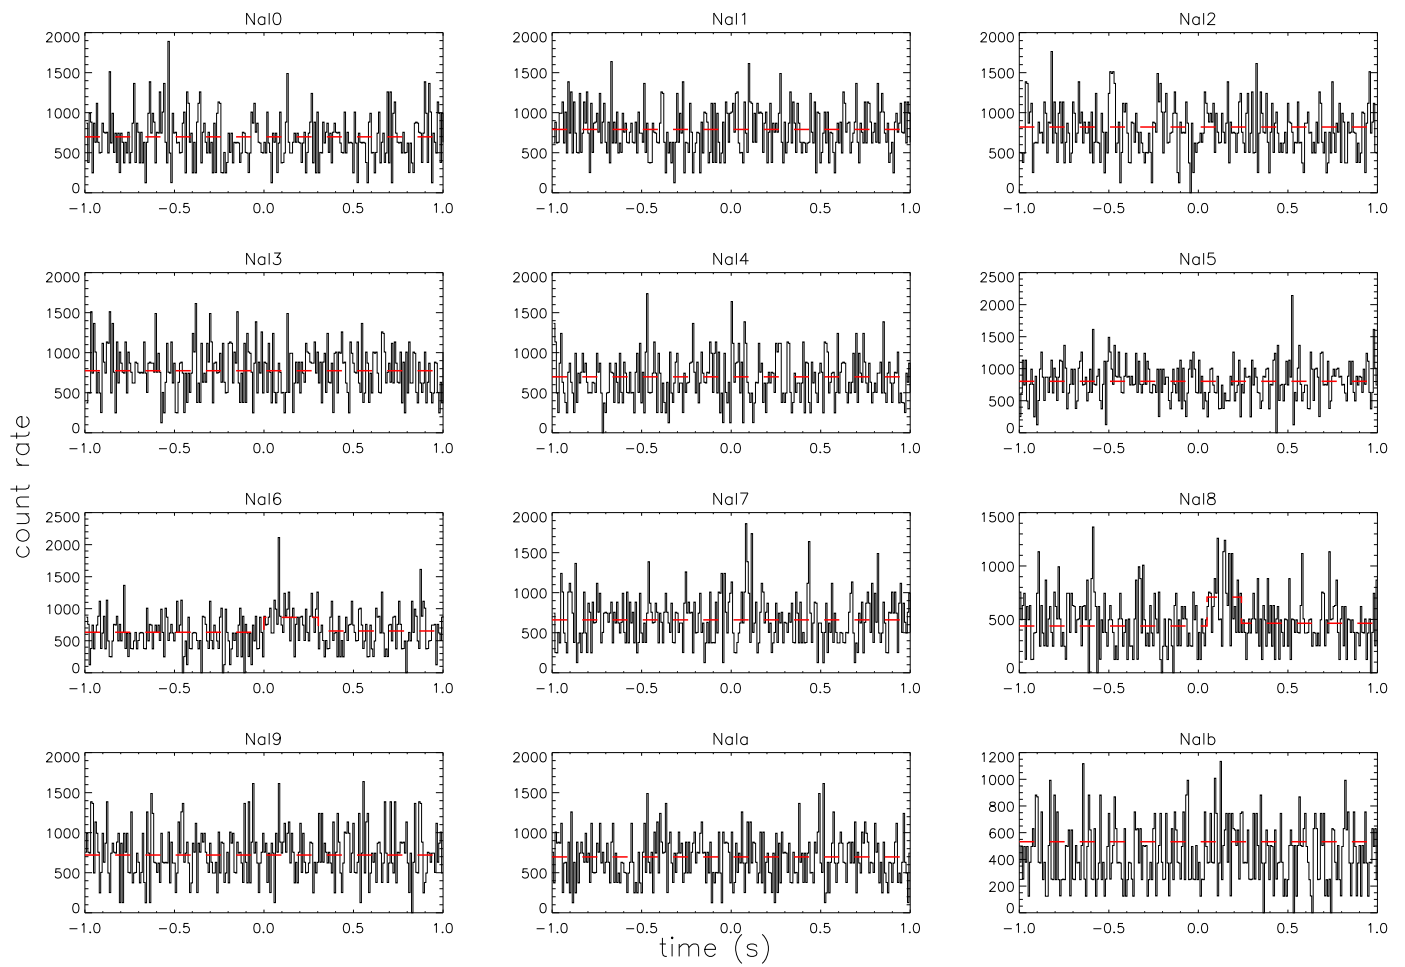 NaI0 NaI1 NaI2
2000 2000 2000
1500 1500 1500
1000 1000 1000
500 500 500
0 0 0
−1.0 −0.5 0.0 0.5 1.0 −1.0 −0.5 0.0 0.5 1.0 −1.0 −0.5 0.0 0.5 1.0
NaI3 NaI4 NaI5
2000 2000 2500
1500 1500 2000
1000 1000 1500
500 500 1000
0 0 500
0
−1.0 −0.5 0.0 0.5 1.0 −1.0 −0.5 0.0 0.5 1.0 −1.0 −0.5 0.0 0.5 1.0
count rate
NaI6 NaI7 NaI8
2500 2000 1500
2000 1500 1000
1500 1000 500
1000 500 0
500 0
0
−1.0 −0.5 0.0 0.5 1.0 −1.0 −0.5 0.0 0.5 1.0 −1.0 −0.5 0.0 0.5 1.0
NaI9 NaIa NaIb
2000 2000 1200
1500 1500 1000
1000 1000 800
500 500 600
0 0 400
200
0
−1.0 −0.5 0.0 0.5 1.0 −1.0 −0.5 0.0 0.5 1.0 −1.0 −0.5 0.0 0.5 1.0
time (s)